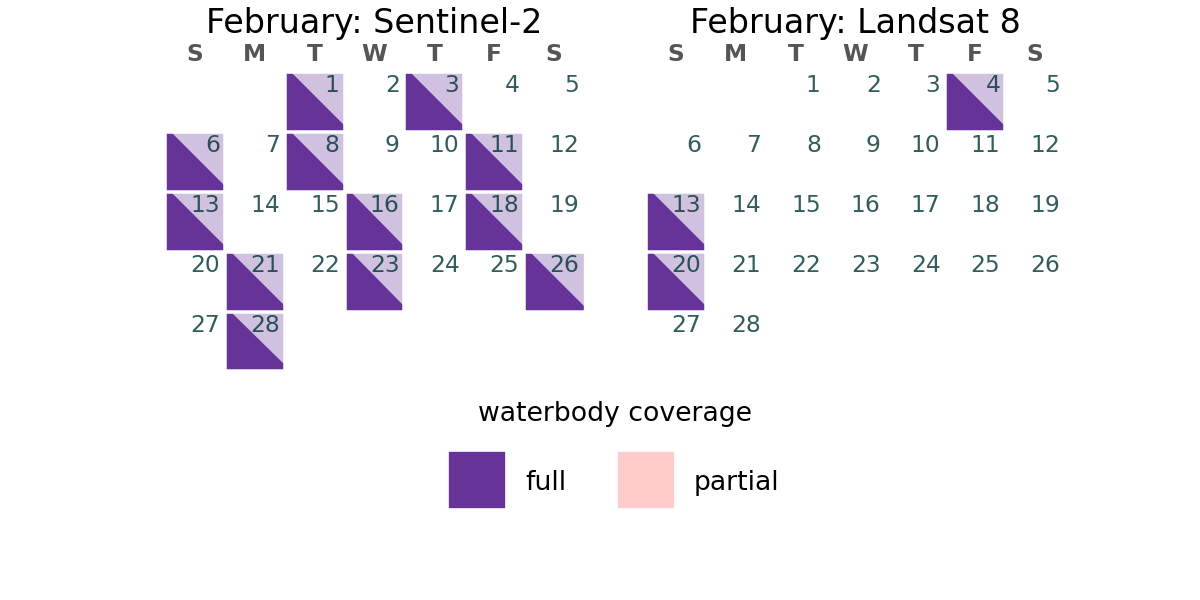 February: Sentinel-2
S M T W T F S
1 2 3 4 5
6 7 8 9 10 11 12
13 14 15 16 17 18 19
20 21 22 23 24 25 26
27 28
February: Landsat 8
S M T W T F S
1 2 3 4 5
6 7 8 9 10 11 12
13 14 15 16 17 18 19
20 21 22 23 24 25 26
27 28
waterbody coverage
full partial